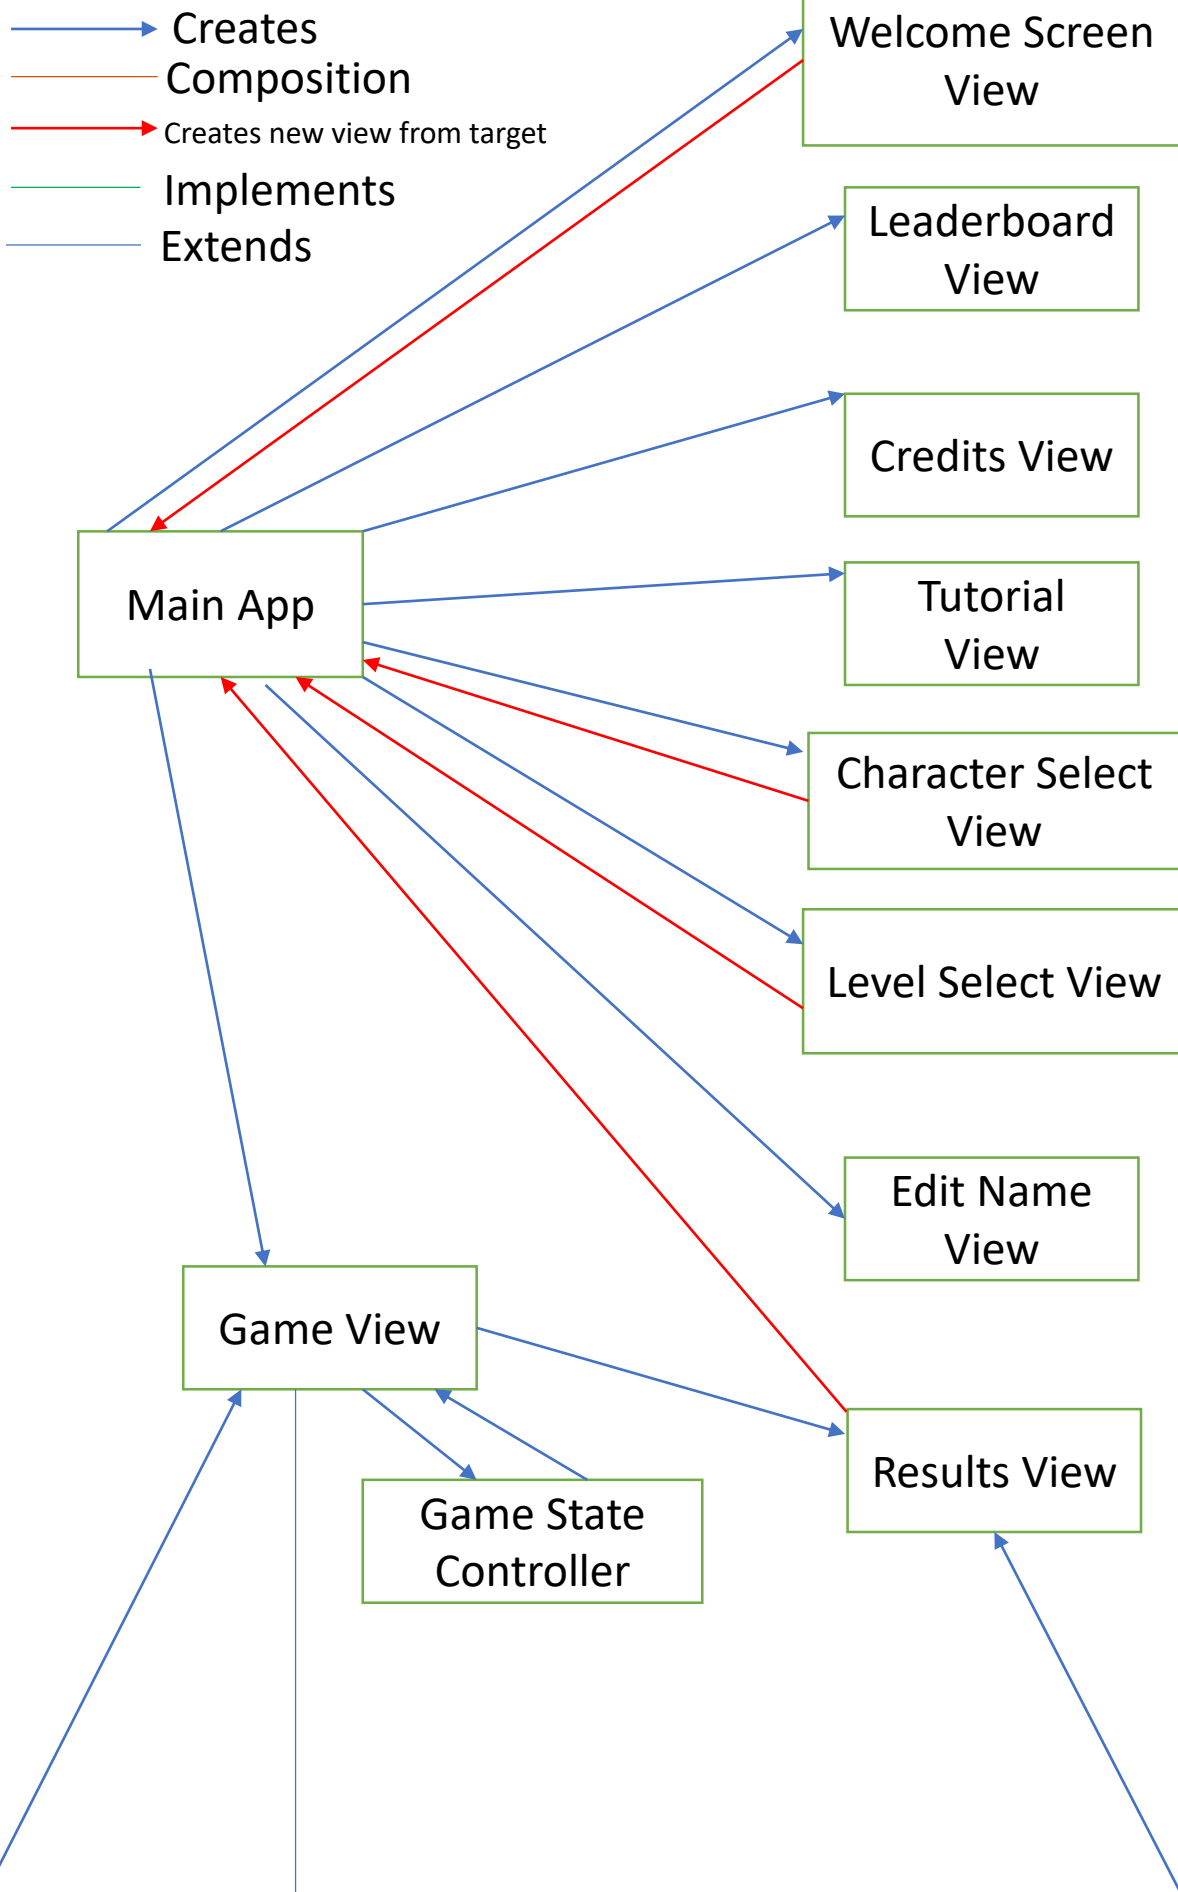 Creates
Composition
Creates new view from target
Implements
Extends
Welcome Screen
View
Leaderboard
View
Credits View
Main App
Tutorial
View
Character Select
View
Level Select View
Edit Name
View
Game View
Results View
Game State
Controller